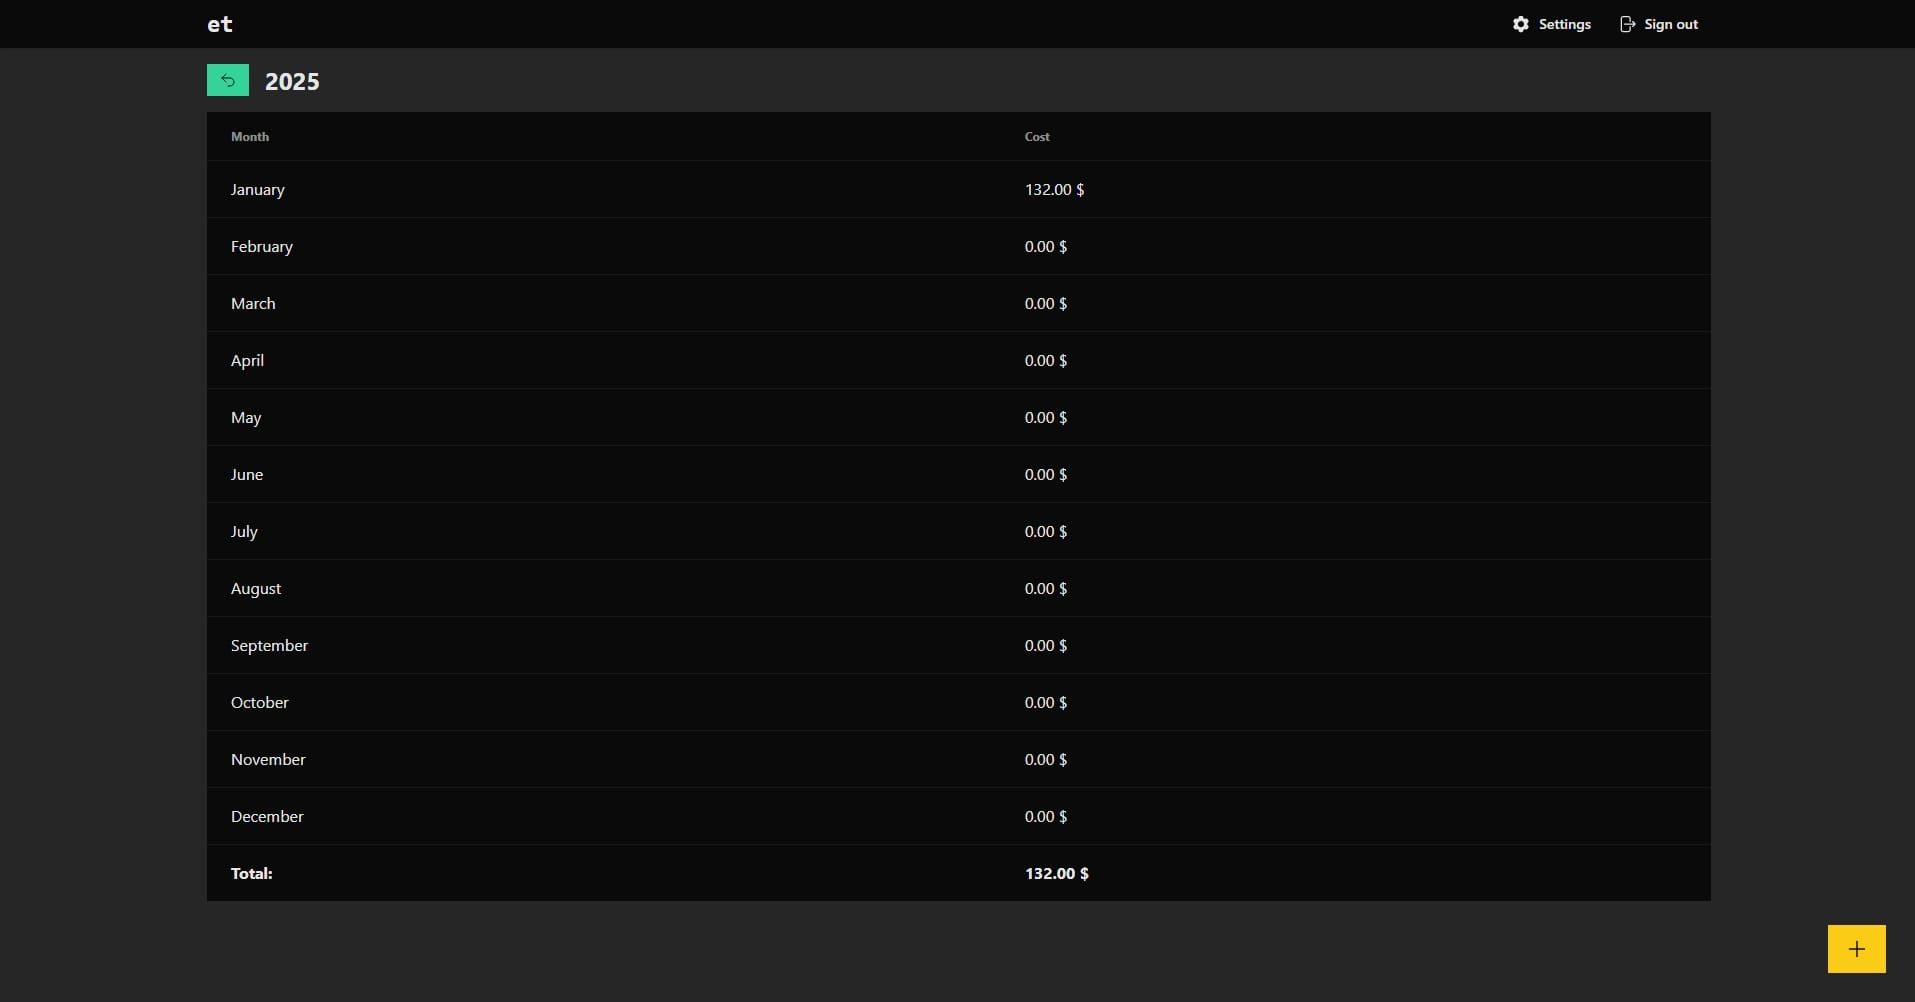 et Settings Sign out
2025
Month Cost
January 132.00 $
February 0.00 $
March 0.00 $
April 0.00 $
May 0.00 $
June 0.00 $
July 0.00 $
August 0.00 $
September 0.00 $
October 0.00 $
November 0.00 $
December 0.00 $
Total: 132.00 $